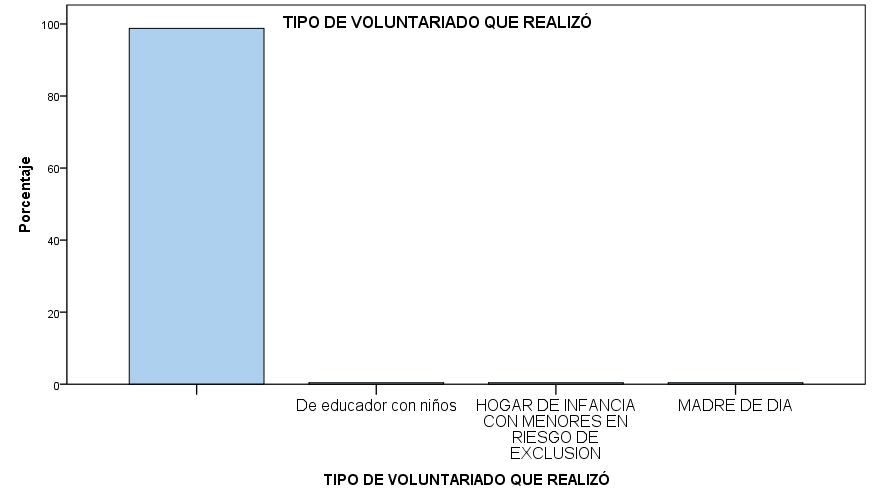 TIPO DE VOLUNTARIADO QUE REALIZÓ
100
80
60
40
20
0
Porcentaje
De educador con niños
HOGAR DE INFANCIA
CON MENORES EN
RIESGO DE
EXCLUSION
MADRE DE DIA
TIPO DE VOLUNTARIADO QUE REALIZÓ